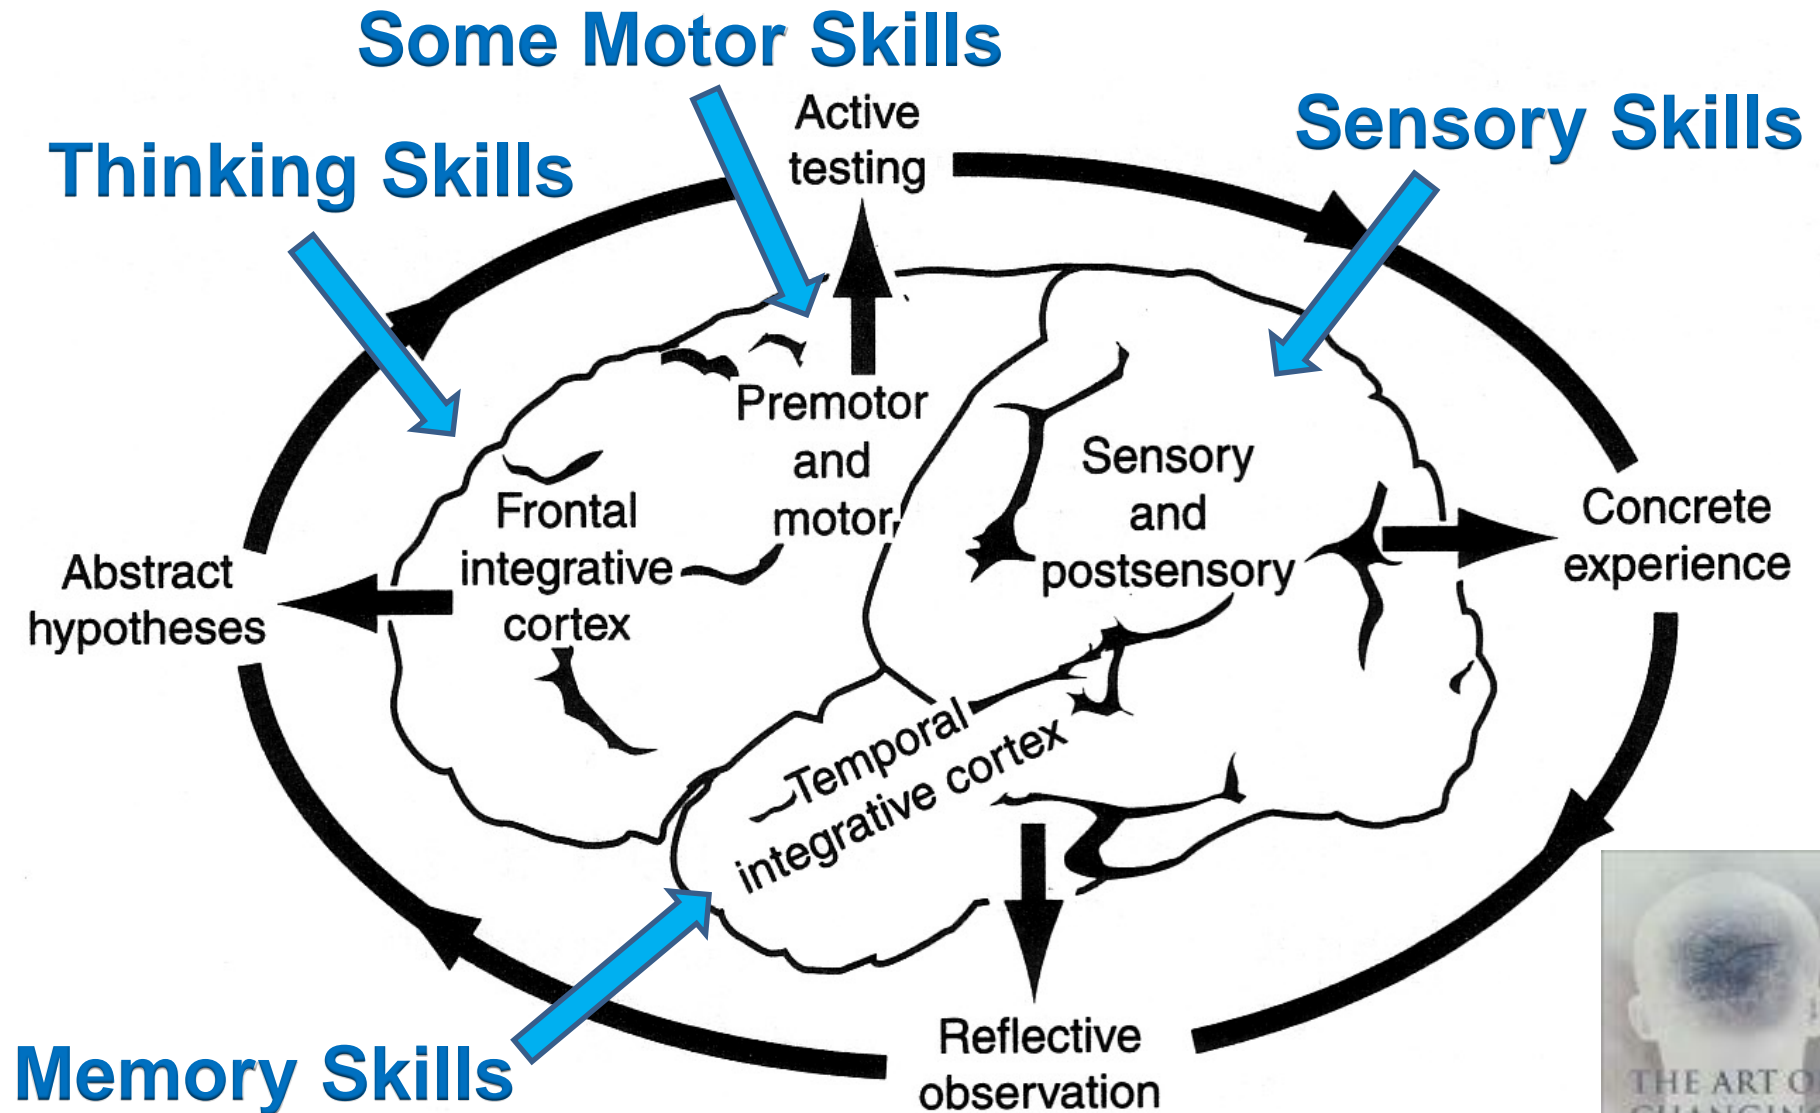 Some Motor Skills
Active
testing
Sensory Skills
Thinking Skills
Premotor
and
motor
Sensory
and
postsensory
Frontal
integrative
cortex
Concrete
experience
Abstract
hypotheses
Temporal
integrative cortex
Reflective
observation
Memory Skills
THE ART